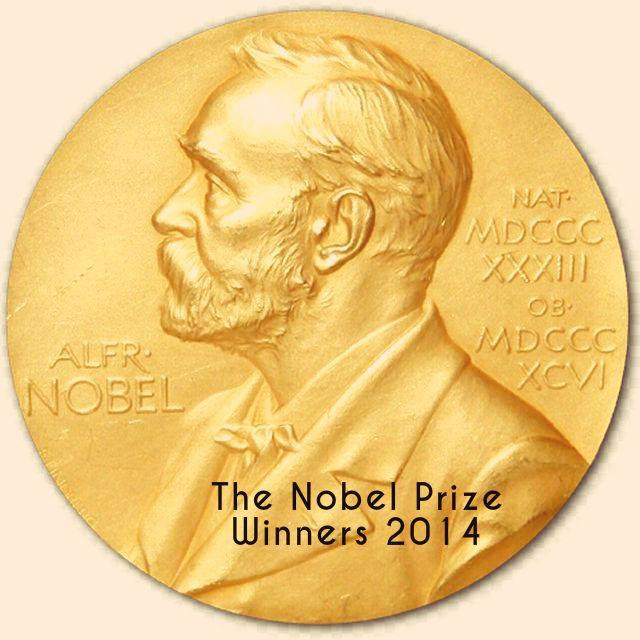 ALFR·
NOBEL
NAT·
MDCCC
XXXIII
OB·
MDCCC
XCVI
The Nobel Prize
Winners 2014